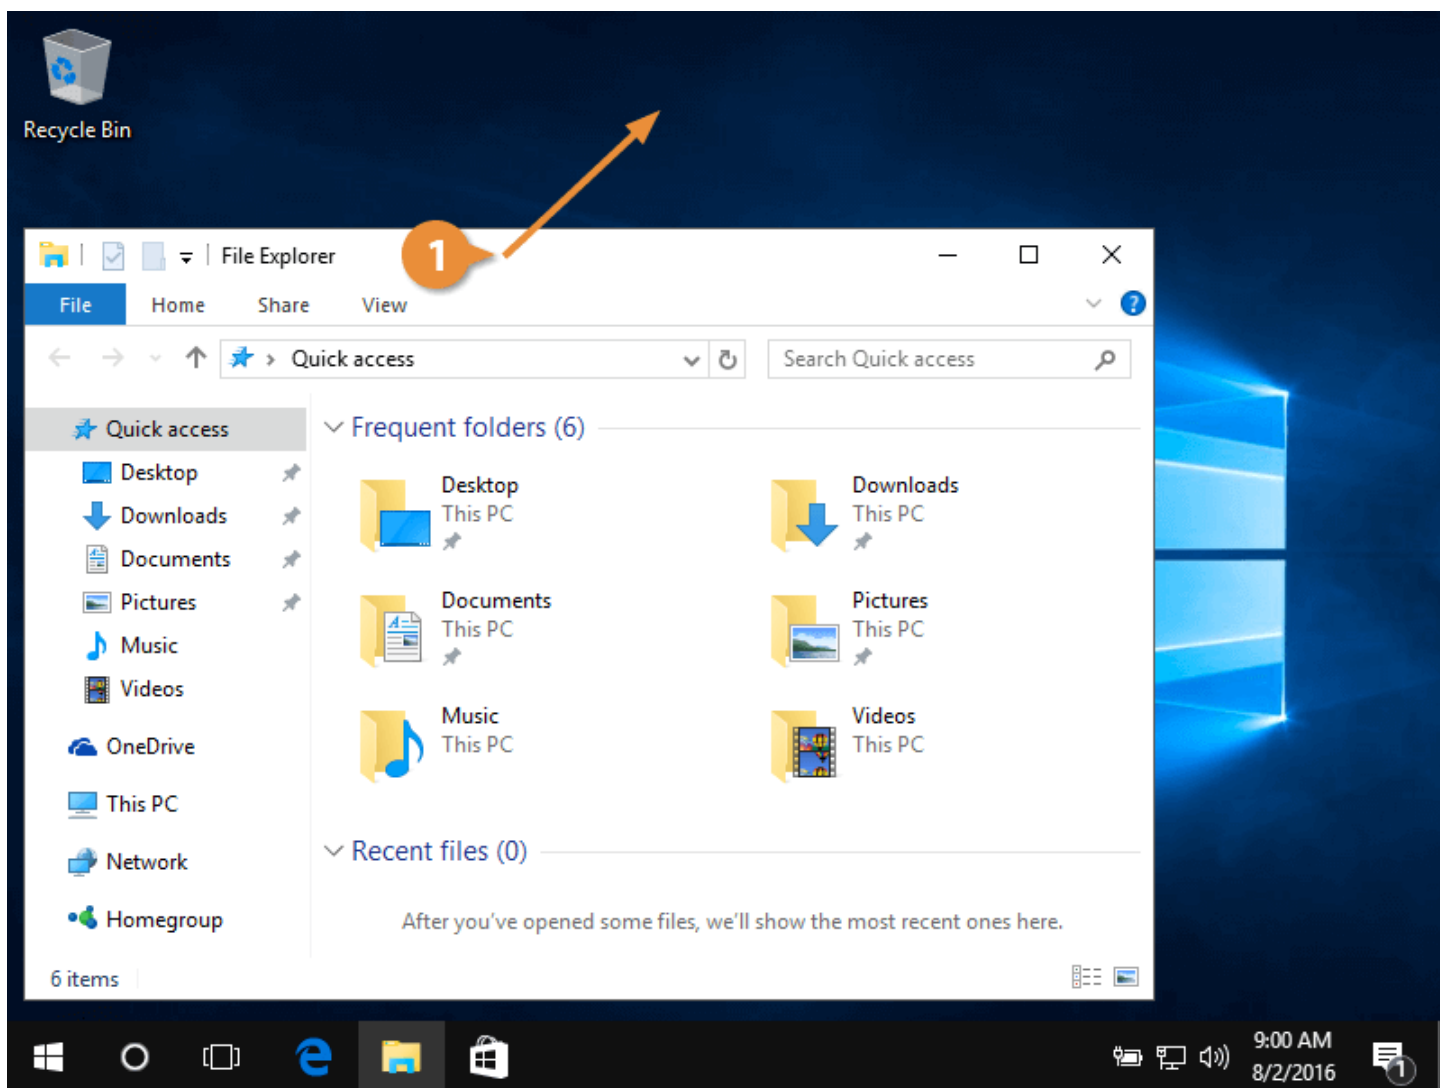 Recycle Bin
1
File Explorer
File Home Share View
?
Quick access
Search Quick access
Quick access
Desktop
Downloads
Documents
Pictures
Music
Videos
OneDrive
This PC
Network
Homegroup
Frequent folders (6)
Desktop
This PC
Downloads
This PC
Documents
This PC
Pictures
This PC
Music
This PC
Videos
This PC
Recent files (0)
After you've opened some files, we'll show the most recent ones here.
6 items
9:00 AM
8/2/2016
1